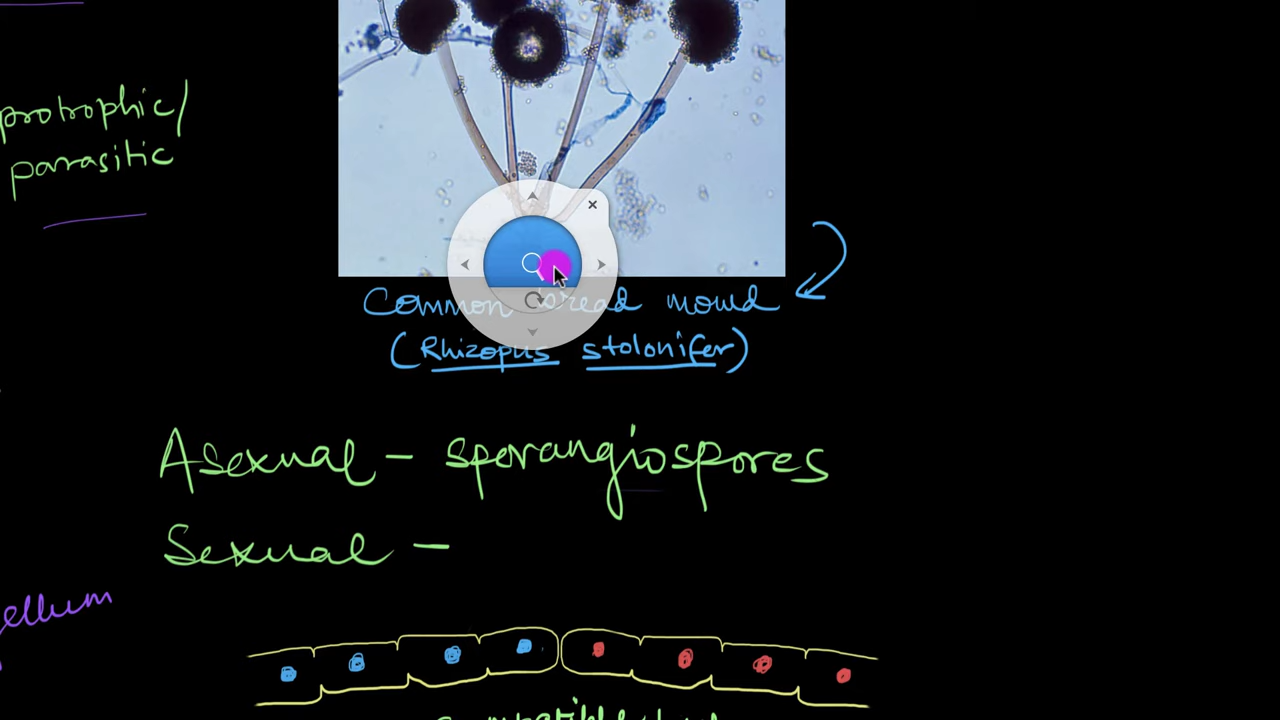 protrophic/
parasitic
Common bread mould
(Rhizopus stolonifer)
Asexual - sporangiospores
Sexual -
ellum